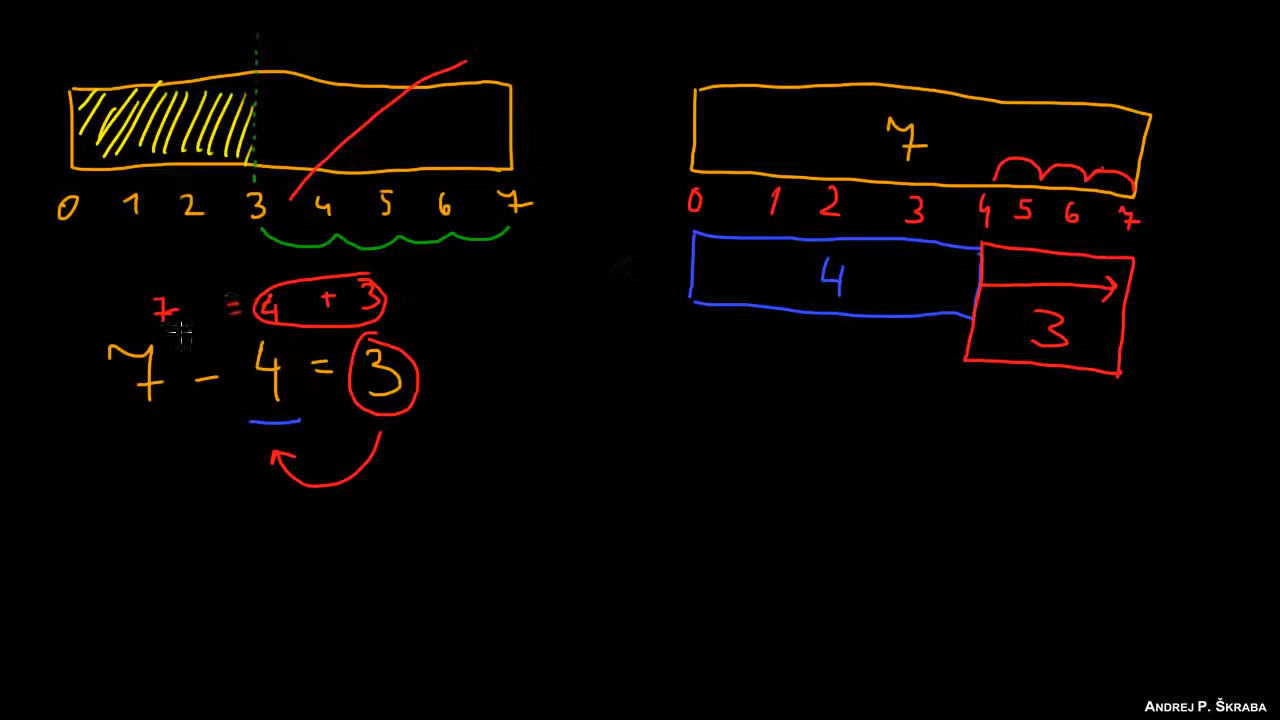 7
0 1 2 3 4 5 6 7
0 1 2 3 4 5 6 7
4
3
7 = 4 + 3
7 - 4 = 3
ANDREJ P. ŠKRABA